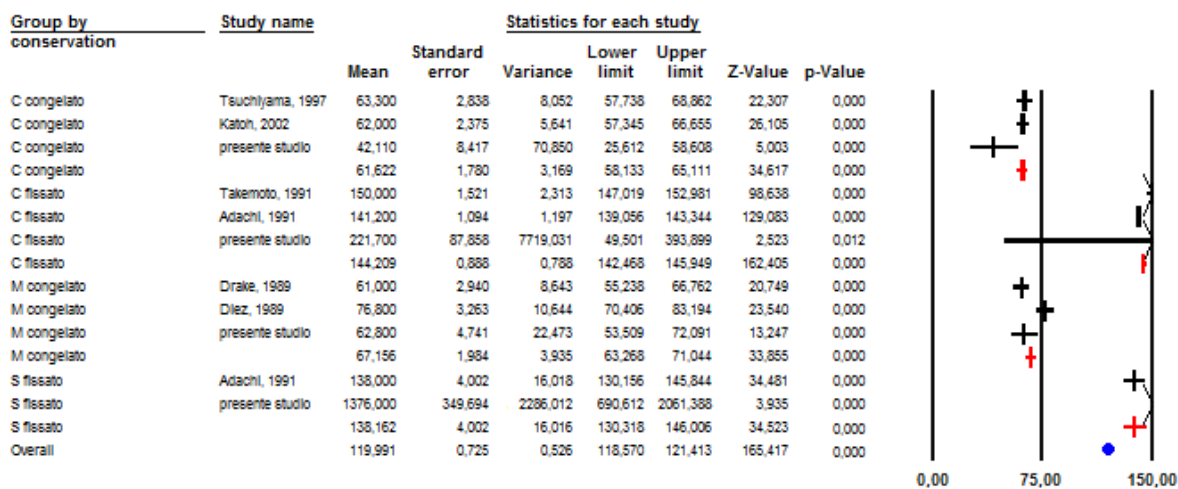 Group by conservation Study name Statistics for each study
Mean Standard error Variance Lower limit Upper limit Z-Value p-Value
C congelato Tsuchiyama, 1997 63,300 2,838 8,052 57,738 68,862 22,307 0,000
C congelato Katoh, 2002 62,000 2,375 5,641 57,345 66,655 26,105 0,000
C congelato presente studio 42,110 8,417 70,850 25,612 58,608 5,003 0,000
C congelato 61,622 1,780 3,169 58,133 65,111 34,617 0,000
C fissato Takemoto, 1991 150,000 1,521 2,313 147,019 152,981 98,638 0,000
C fissato Adachi, 1991 141,200 1,094 1,197 139,056 143,344 129,083 0,000
C fissato presente studio 221,700 87,858 7719,031 49,501 393,899 2,523 0,012
C fissato 144,209 0,888 0,788 142,468 145,949 162,405 0,000
M congelato Drake, 1989 61,000 2,940 8,643 55,238 66,762 20,749 0,000
M congelato Diez, 1989 76,800 3,263 10,644 70,406 83,194 23,540 0,000
M congelato presente studio 62,800 4,741 22,473 53,509 72,091 13,247 0,000
M congelato 67,156 1,984 3,935 63,268 71,044 33,855 0,000
S fissato Adachi, 1991 138,000 4,002 16,018 130,156 145,844 34,481 0,000
S fissato presente studio 1376,000 349,694 2286,012 690,612 2061,388 3,935 0,000
S fissato 138,162 4,002 16,016 130,318 146,006 34,523 0,000
Overall 119,991 0,725 0,526 118,570 121,413 165,417 0,000
0,00 75,00 150,00